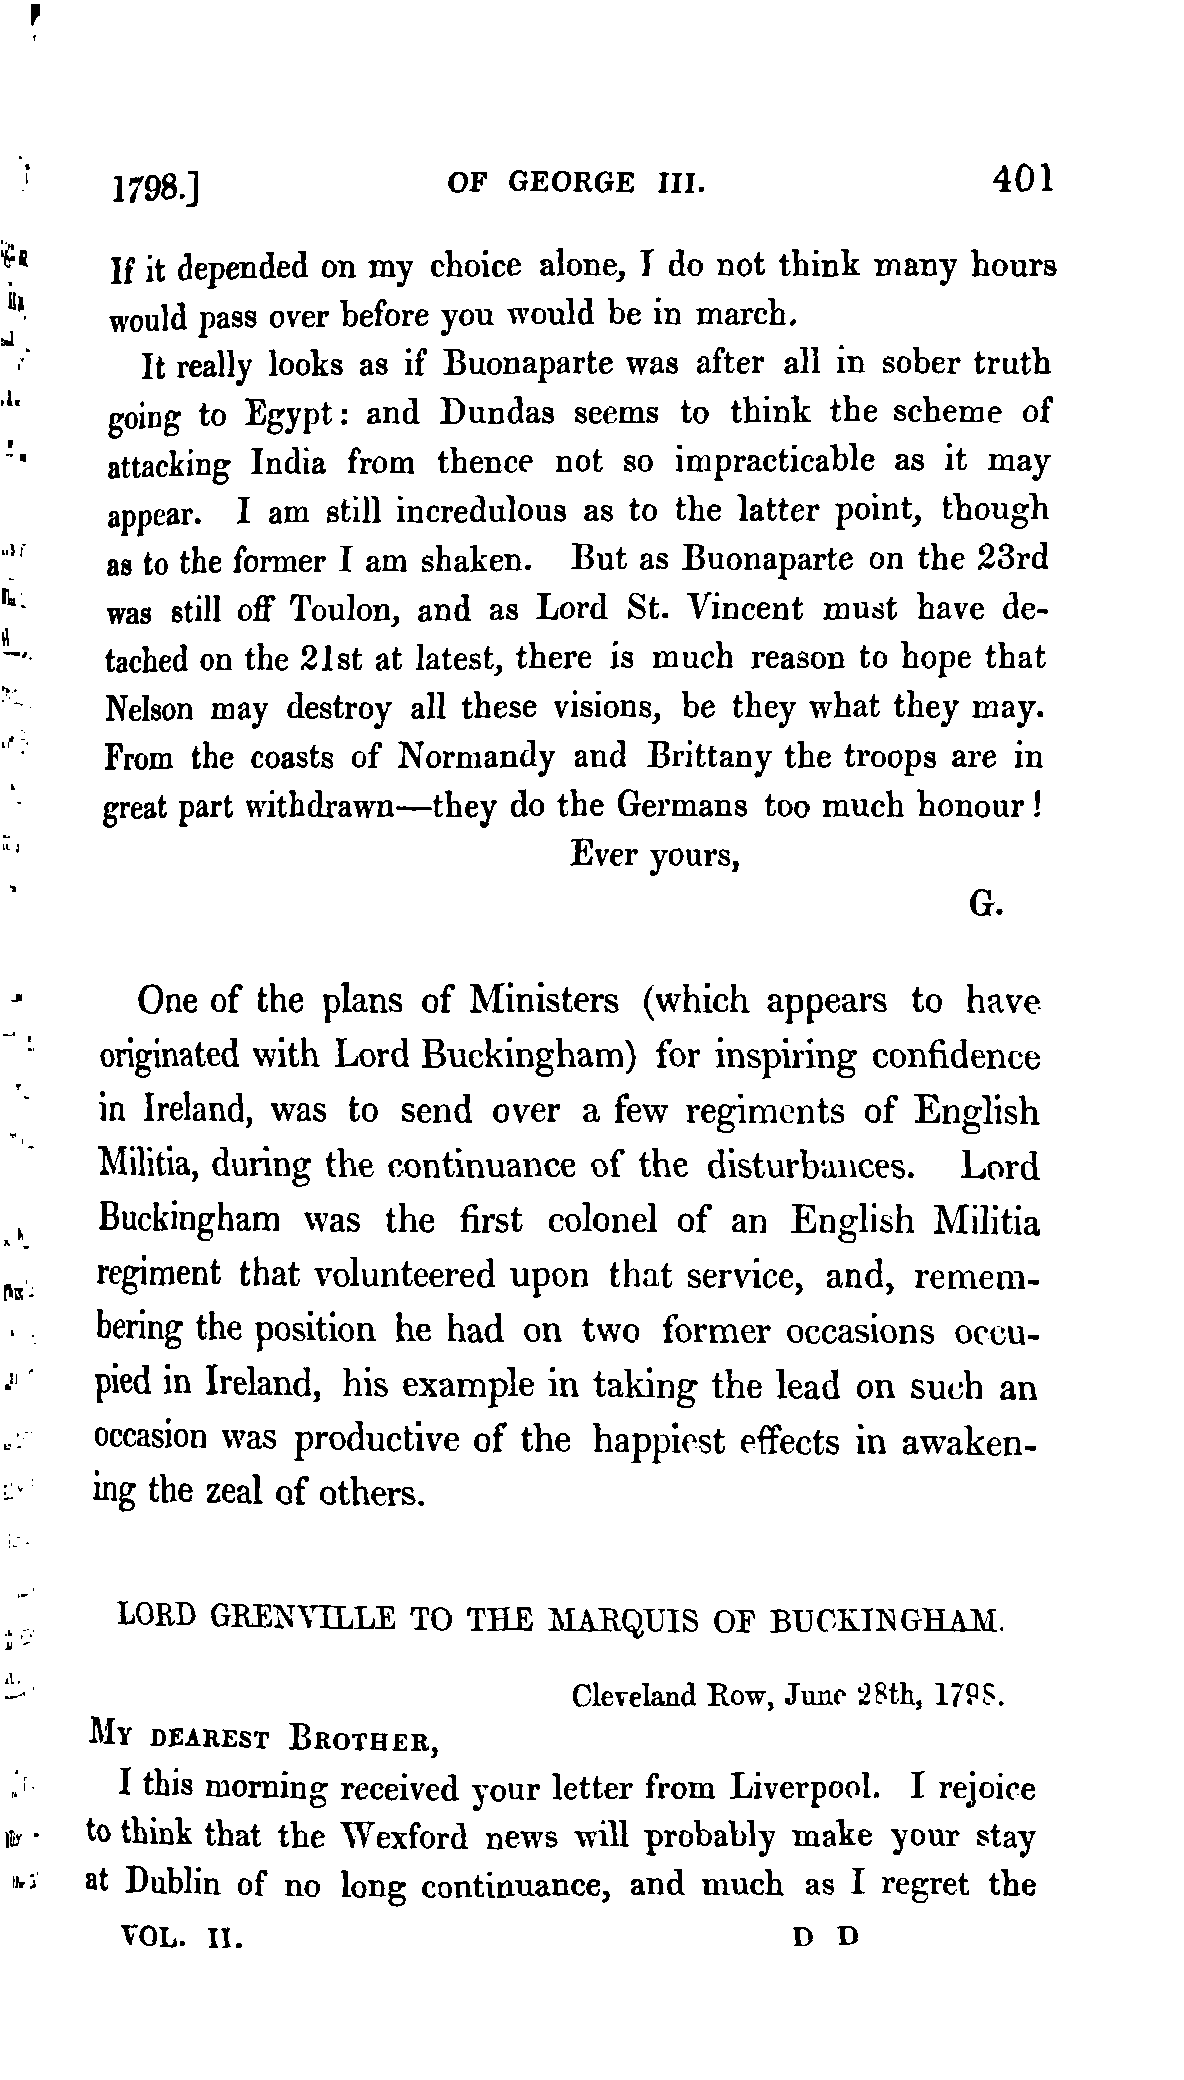 1798.] OF GEORGE III. 401
If it depended on my choice alone, I do not think many hours
would pass over before you would be in march.
It really looks as if Buonaparte was after all in sober truth
going to Egypt: and Dundas seems to think the scheme of
attacking India from thence not so impracticable as it may
appear. I am still incredulous as to the latter point, though
as to the former I am shaken. But as Buonaparte on the 23rd
was still off Toulon, and as Lord St. Vincent must have de-
tached on the 21st at latest, there is much reason to hope that
Nelson may destroy all these visions, be they what they may.
From the coasts of Normandy and Brittany the troops are in
great part withdrawn—they do the Germans too much honour!
Ever yours,
G.
One of the plans of Ministers (which appears to have
originated with Lord Buckingham) for inspiring confidence
in Ireland, was to send over a few regiments of English
Militia, during the continuance of the disturbances. Lord
Buckingham was the first colonel of an English Militia
regiment that volunteered upon that service, and, remem-
bering the position he had on two former occasions occu-
pied in Ireland, his example in taking the lead on such an
occasion was productive of the happiest effects in awaken-
ing the zeal of others.
LORD GRENVILLE TO THE MARQUIS OF BUCKINGHAM.
Cleveland Row, June 28th, 1798.
MY DEAREST BROTHER,
I this morning received your letter from Liverpool. I rejoice
to think that the Wexford news will probably make your stay
at Dublin of no long continuance, and much as I regret the
VOL. II. D D